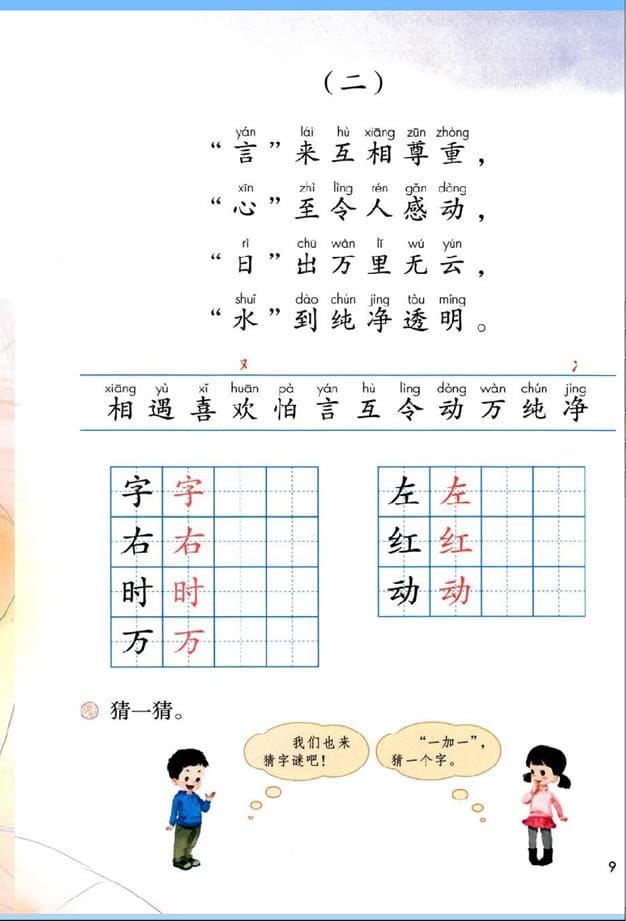 （二）
yán lái hù xiāng zūn zhòng
“言”来互相尊重，
xīn zhì lìng rén gǎn dòng
“心”至令人感动，
rì chū wàn lǐ wú yún
“日”出万里无云，
shuǐ dào chún jìng tòu míng
“水”到纯净透明。
又 冫
xiāng yù xǐ huān pà yán hù lìng dòng wàn chún jìng
相遇喜欢怕言互令动万纯净
字 字 左 左
右 右 红 红
时 时 动 动
万 万
猜一猜。
我们也来
猜字谜吧！
“一加一”，
猜一个字。
9